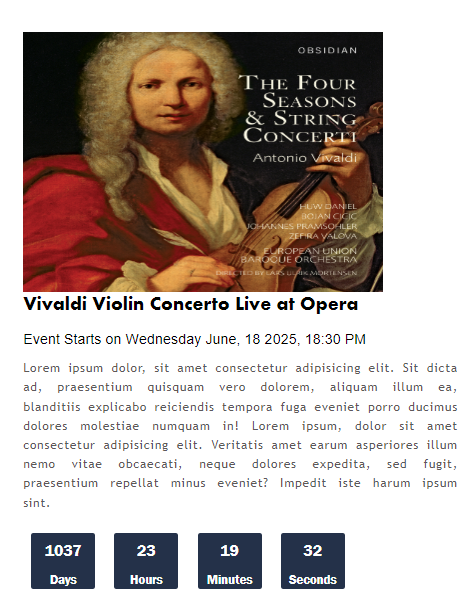 OBSIDIAN
THE FOUR
SEASONS
& STRING
CONCERTI
Antonio Vivaldi
HUW DANIEL
BOJAN CICIC
JOHANNES PRAMSOHLER
ZEFIRA VALOVA
EUROPEAN UNION
BAROQUE ORCHESTRA
DIRECTED BY LARS ULRIK MORTENSEN
Vivaldi Violin Concerto Live at Opera
Event Starts on Wednesday June, 18 2025, 18:30 PM
Lorem ipsum dolor, sit amet consectetur adipisicing elit. Sit dicta
ad, praesentium quisquam vero dolorem, aliquam illum ea,
blanditiis explicabo reiciendis tempora fuga eveniet porro ducimus
dolores molestiae numquam in! Lorem ipsum, dolor sit amet
consectetur adipisicing elit. Veritatis amet earum asperiores illum
nemo vitae obcaecati, neque dolores expedita, sed fugit,
praesentium repellat minus eveniet? Impedit iste harum ipsum
sint.
1037 23 19 32
Days Hours Minutes Seconds